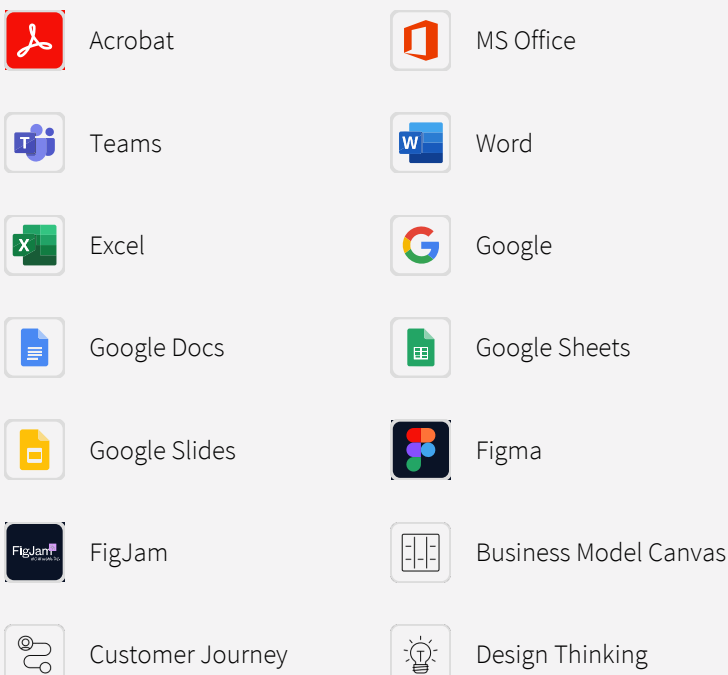 Acrobat
MS Office
T
Teams
W
Word
X
Excel
Google
Google Docs
Google Sheets
Google Slides
Figma
FigJam
FigJam
Business Model Canvas
Customer Journey
T
Design Thinking